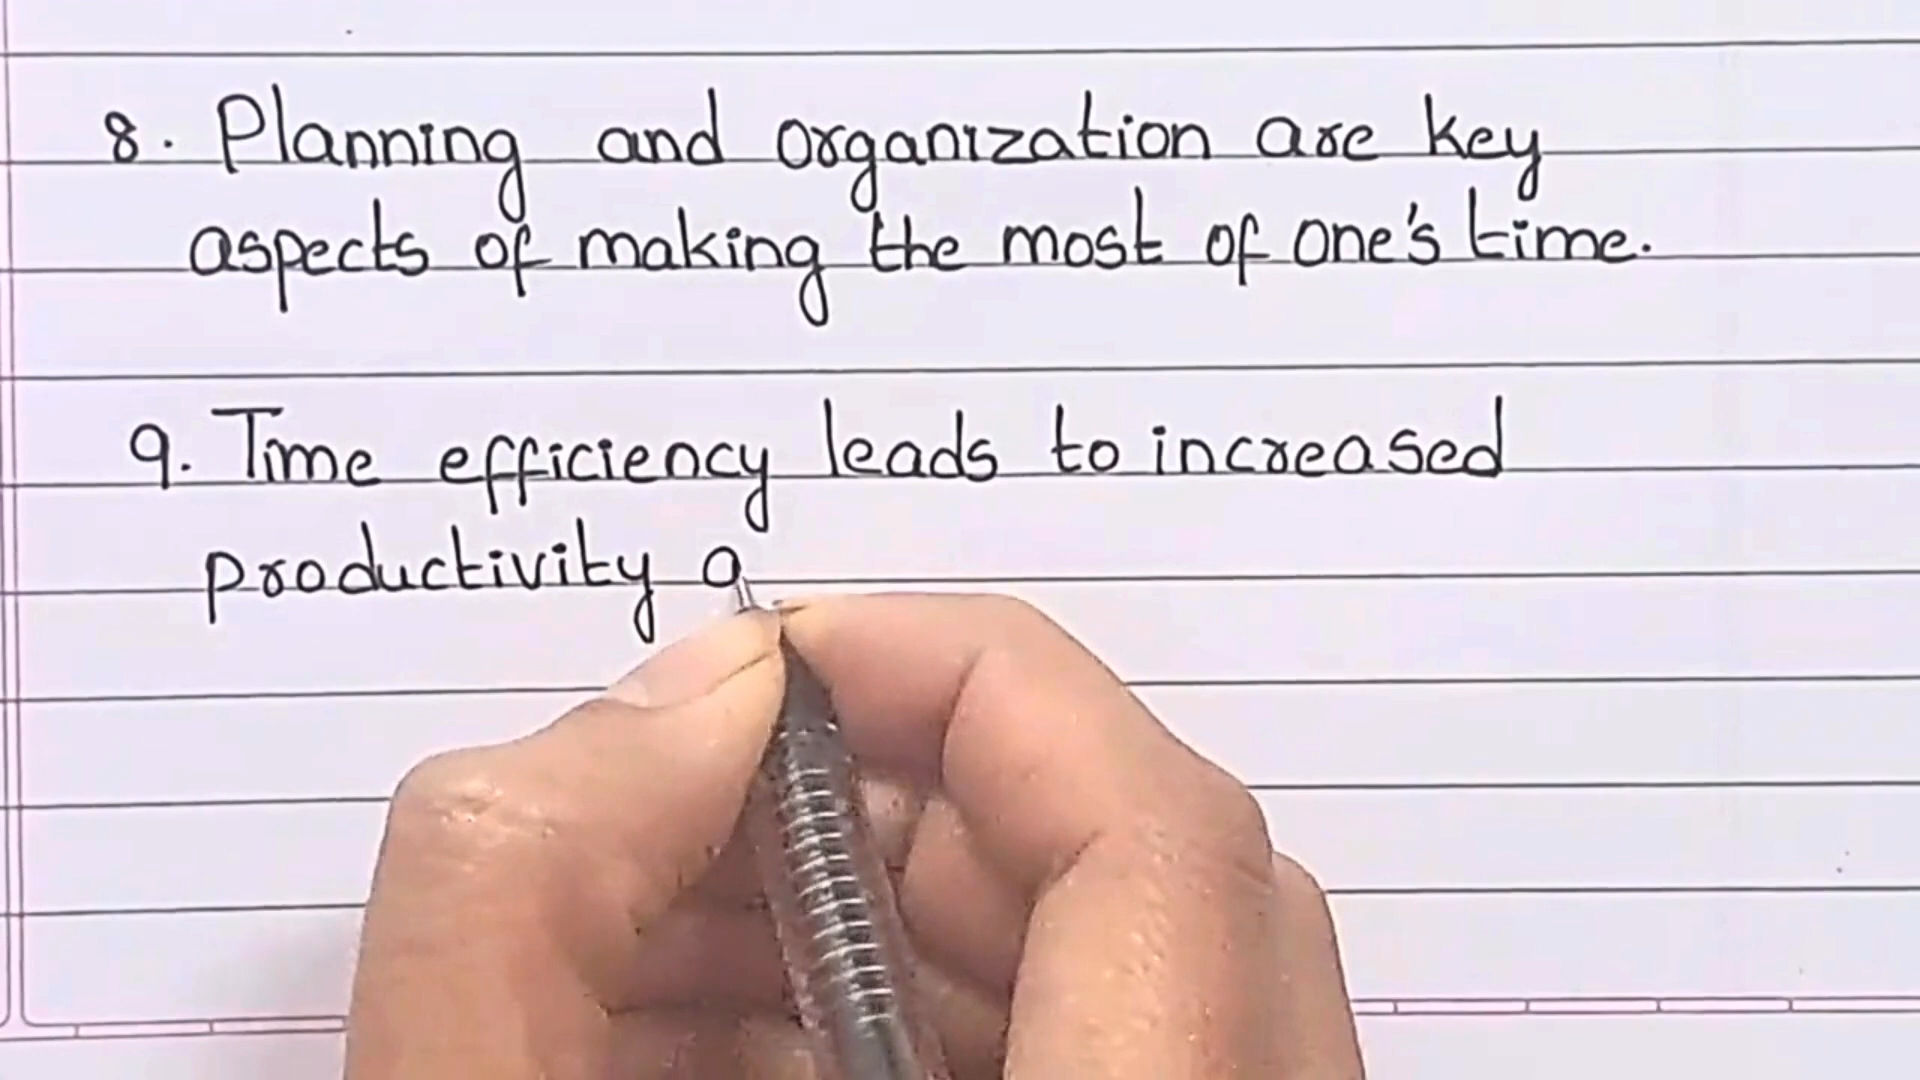 8. Planning and organization are key
aspects of making the most of one's time.
9. Time efficiency leads to increased
productivity a